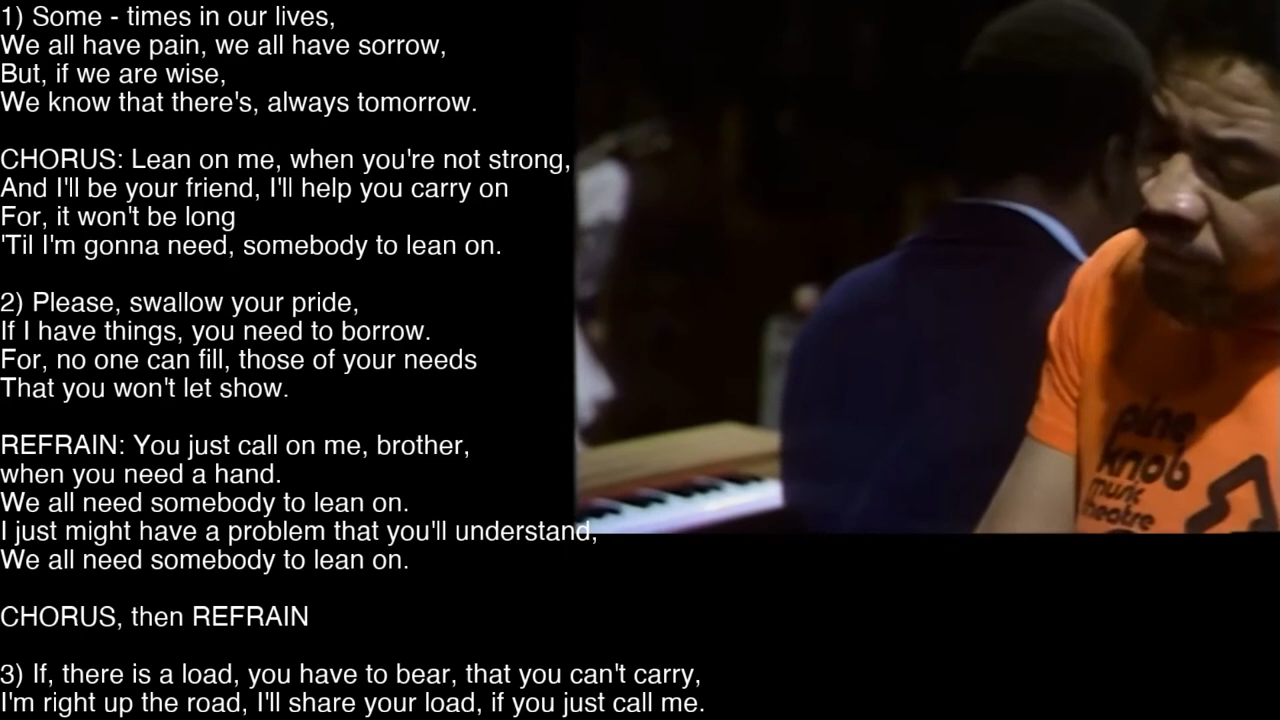 1) Some - times in our lives,
We all have pain, we all have sorrow,
But, if we are wise,
We know that there's, always tomorrow.
CHORUS: Lean on me, when you're not strong,
And I'll be your friend, I'll help you carry on
For, it won't be long
'Til I'm gonna need, somebody to lean on.
2) Please, swallow your pride,
If I have things, you need to borrow.
For, no one can fill, those of your needs
That you won't let show.
REFRAIN: You just call on me, brother,
when you need a hand.
We all need somebody to lean on.
I just might have a problem that you'll understand,
We all need somebody to lean on.
CHORUS, then REFRAIN
3) If, there is a load, you have to bear, that you can't carry,
I'm right up the road, I'll share your load, if you just call me.
pine
knob
music
theatre